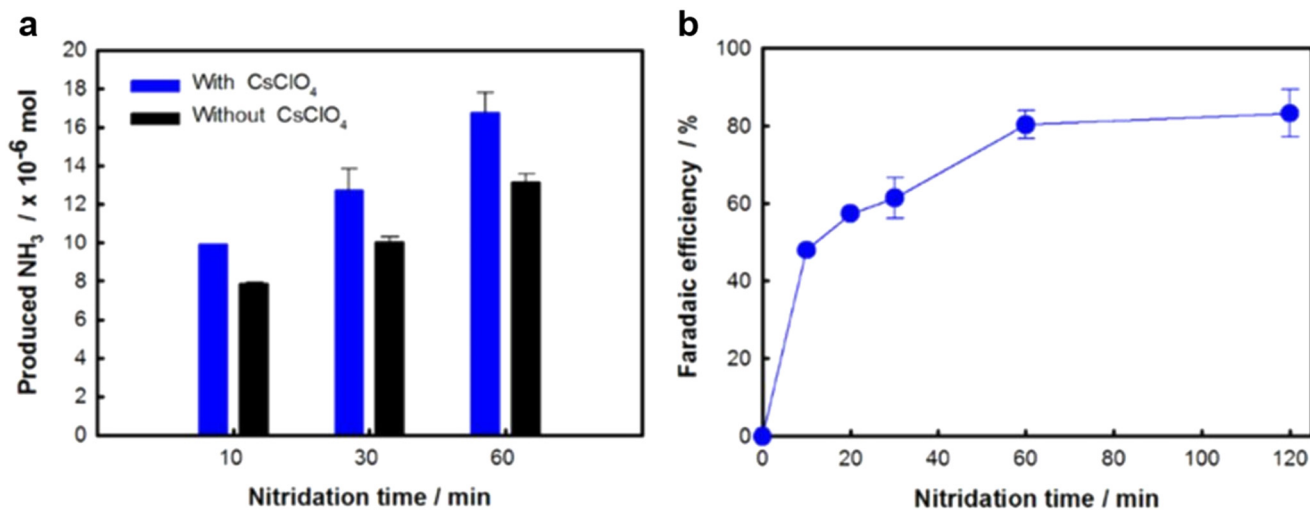 a
20
18
16
14
12
10
8
6
4
2
0
Produced NH₃ / x 10⁻⁶ mol
With CsClO₄
Without CsClO₄
10 30 60
Nitridation time / min
b
100
80
60
40
20
0
Faradaic efficiency / %
0 20 40 60 80 100 120
Nitridation time / min